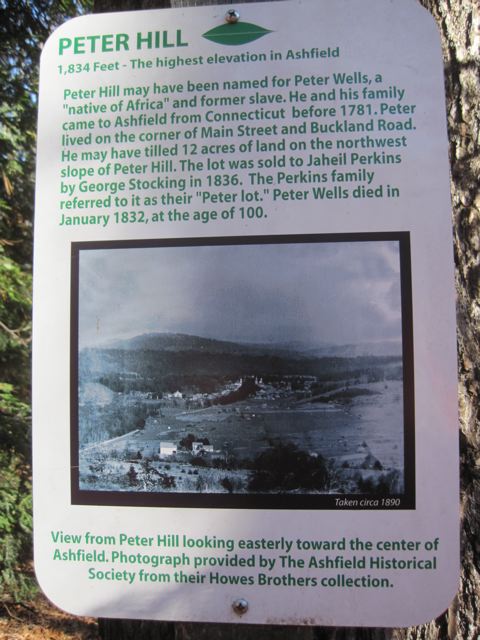 PETER HILL
1,834 Feet - The highest elevation in Ashfield
Peter Hill may have been named for Peter Wells, a
"native of Africa" and former slave. He and his family
came to Ashfield from Connecticut before 1781. Peter
lived on the corner of Main Street and Buckland Road.
He may have tilled 12 acres of land on the northwest
slope of Peter Hill. The lot was sold to Jaheil Perkins
by George Stocking in 1836. The Perkins family
referred to it as their "Peter lot." Peter Wells died in
January 1832, at the age of 100.
Taken circa 1890
View from Peter Hill looking easterly toward the center of
Ashfield. Photograph provided by The Ashfield Historical
Society from their Howes Brothers collection.